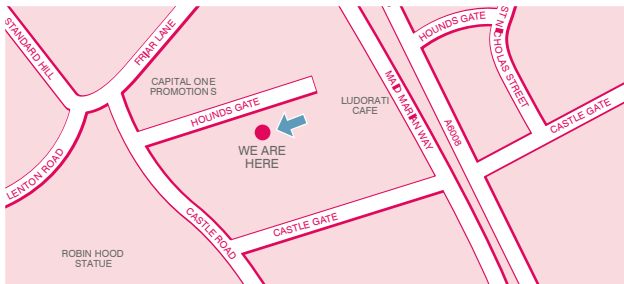 STANDARD HILL
FRIAR LANE
HOUNDS GATE
ST NICHOLAS STREET
CAPITAL ONE
PROMOTIONS
HOUNDS GATE
LUDORATI
CAFE
MAID MARIAN WAY
A6008
CASTLE GATE
WE ARE
HERE
LENTON ROAD
CASTLE ROAD
CASTLE GATE
ROBIN HOOD
STATUE